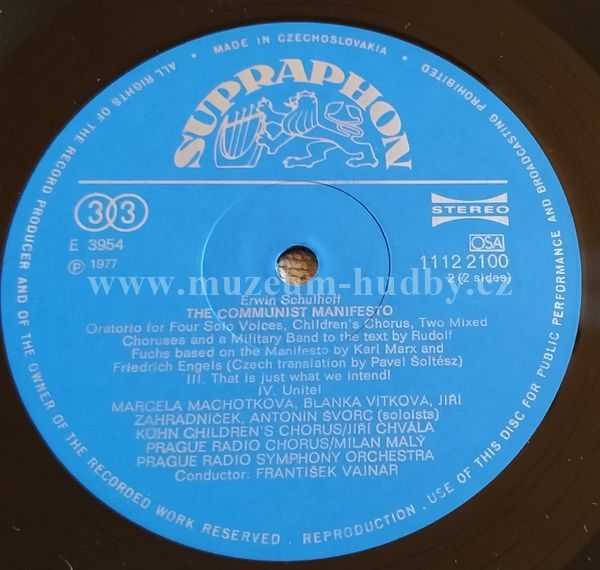 ALL RIGHTS OF THE RECORD PRODUCER AND OF THE OWNER OF THE RECORDED WORK RESERVED . REPRODUCTION . USE OF THIS DISC FOR PUBLIC PERFORMANCE AND BROADCASTING PROHIBITED
• MADE IN CZECHOSLOVAKIA •
SUPRAPHON
33
STEREO
E 3954
OSA
Ⓟ 1977
1112 2100
2 (2 sides)
www.muzeum-hudby.cz
Erwin Schulhoff
THE COMMUNIST MANIFESTO
Oratorio for Four Solo Voices, Children's Chorus, Two Mixed
Choruses and a Military Band to the text by Rudolf
Fuchs based on the Manifesto by Karl Marx and
Friedrich Engels (Czech translation by Pavel Šoltész)
III. That is just what we intend!
IV. Unite!
MARCELA MACHOTKOVÁ, BLANKA VÍTKOVÁ, JIŘÍ
ZAHRADNÍČEK, ANTONÍN ŠVORC (soloists)
KÜHN CHILDREN'S CHORUS/JIŘÍ CHVÁLA
PRAGUE RADIO CHORUS/MILAN MALÝ
PRAGUE RADIO SYMPHONY ORCHESTRA
Conductor: FRANTIŠEK VAJNAR